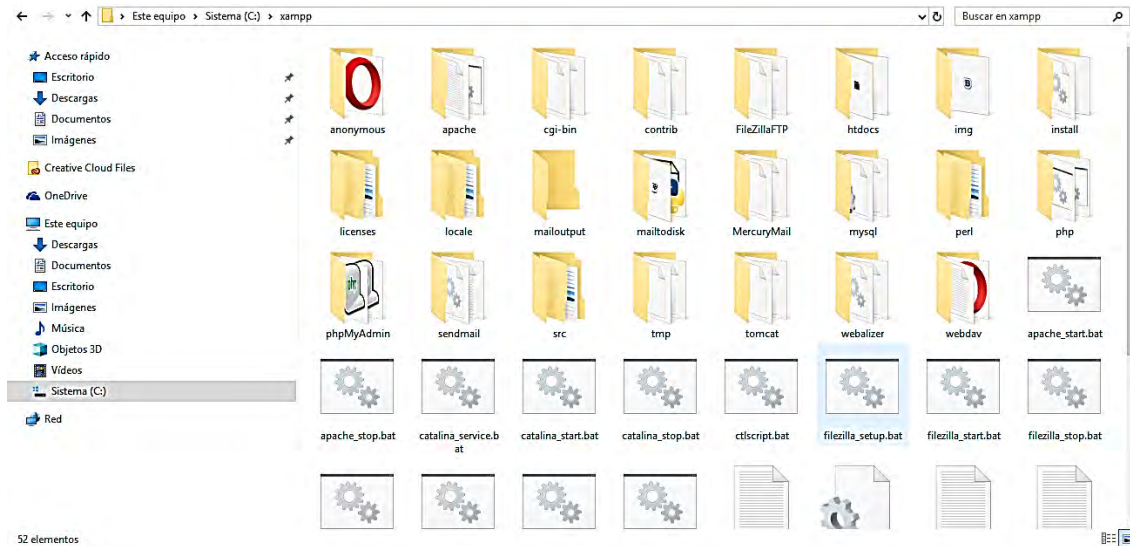 Este equipo > Sistema (C:) > xampp
Buscar en xampp
Acceso rápido
Escritorio
Descargas
Documentos
Imágenes
Creative Cloud Files
OneDrive
Este equipo
Descargas
Documentos
Escritorio
Imágenes
Música
Objetos 3D
Vídeos
Sistema (C:)
Red
anonymous apache cgi-bin contrib FileZillaFTP htdocs img install
licenses locale mailoutput mailtodisk MercuryMail mysql perl php
phpMyAdmin sendmail src tmp tomcat webalizer webdav apache_start.bat
apache_stop.bat catalina_service.b catalina_start.bat catalina_stop.bat ctlscript.bat filezilla_setup.bat filezilla_start.bat filezilla_stop.bat
at
52 elementos